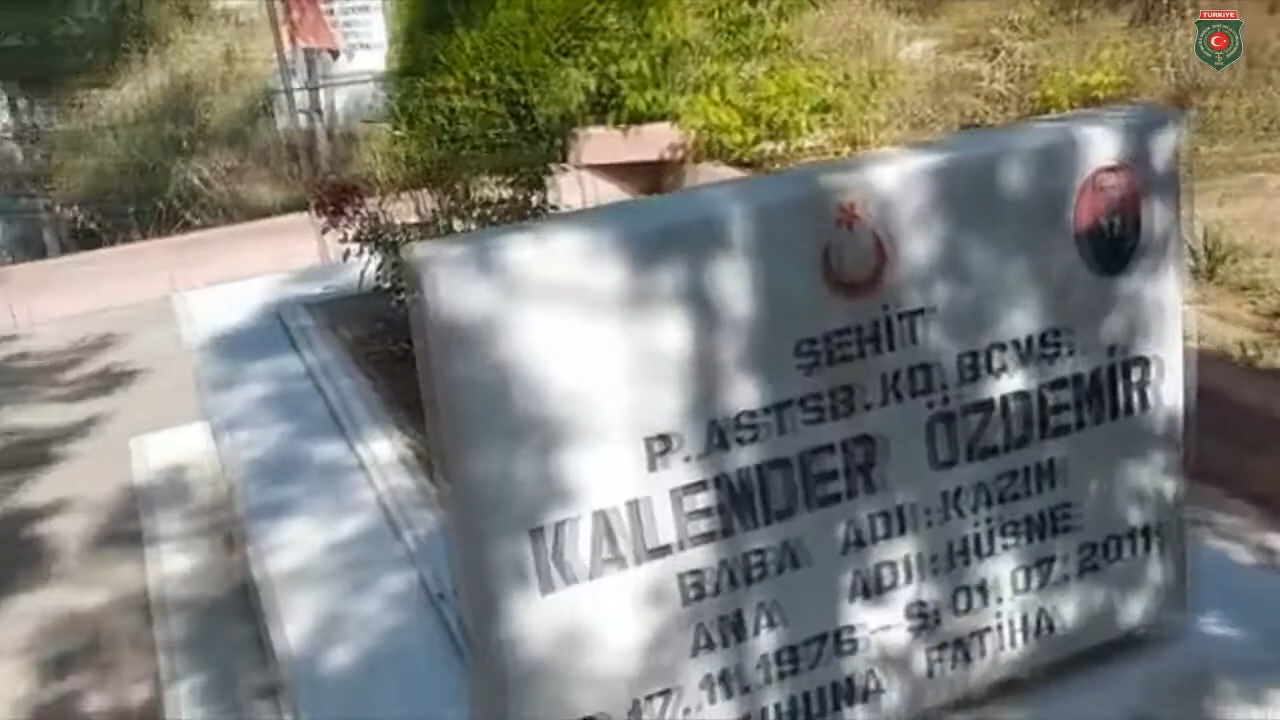 TURKIYE
ŞEHİT
P.ASTSB.KD.BÇVŞ.
KALENDER ÖZDEMİR
BABA ADI:KAZIM
ANA ADI:HÜSNE
17.11.1976 - Ş:01.07.2011
FATİHA